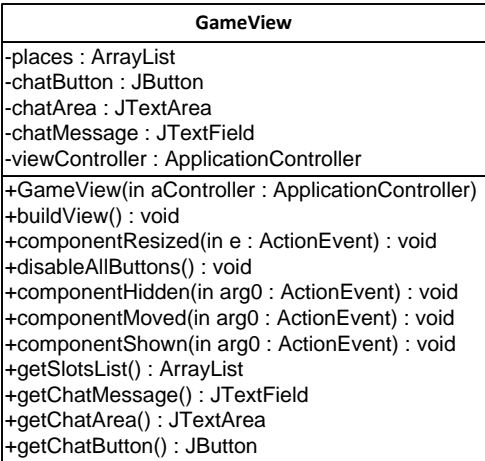 GameView
-places : ArrayList
-chatButton : JButton
-chatArea : JTextArea
-chatMessage : JTextField
-viewController : ApplicationController
+GameView(in aController : ApplicationController)
+buildView() : void
+componentResized(in e : ActionEvent) : void
+disableAllButtons() : void
+componentHidden(in arg0 : ActionEvent) : void
+componentMoved(in arg0 : ActionEvent) : void
+componentShown(in arg0 : ActionEvent) : void
+getSlotsList() : ArrayList
+getChatMessage() : JTextField
+getChatArea() : JTextArea
+getChatButton() : JButton